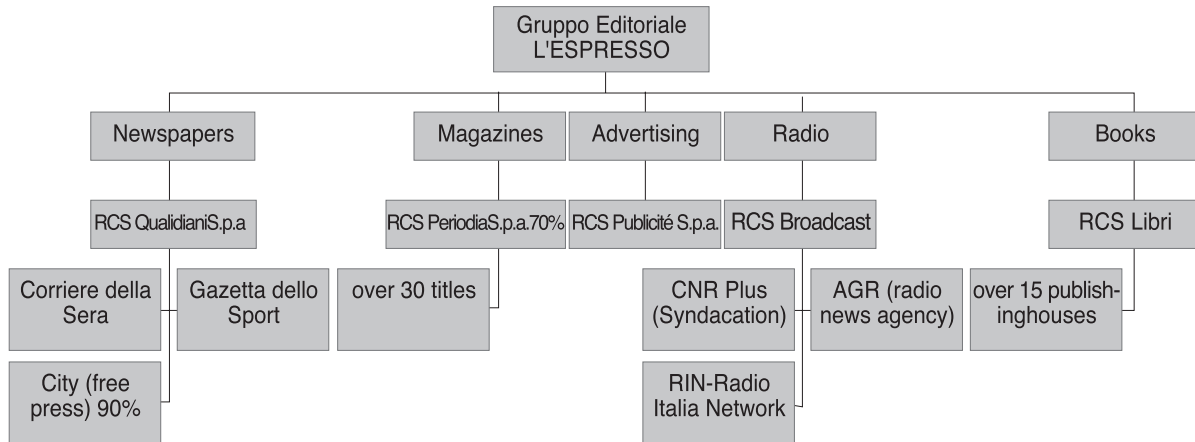 Gruppo Editoriale
L'ESPRESSO
Newspapers
Magazines
Advertising
Radio
Books
RCS QualidianiS.p.a
RCS PeriodiaS.p.a.70%
RCS Publicité S.p.a.
RCS Broadcast
RCS Libri
Corriere della
Sera
Gazetta dello
Sport
over 30 titles
CNR Plus
(Syndacation)
AGR (radio
news agency)
over 15 publish-
inghouses
City (free
press) 90%
RIN-Radio
Italia Network